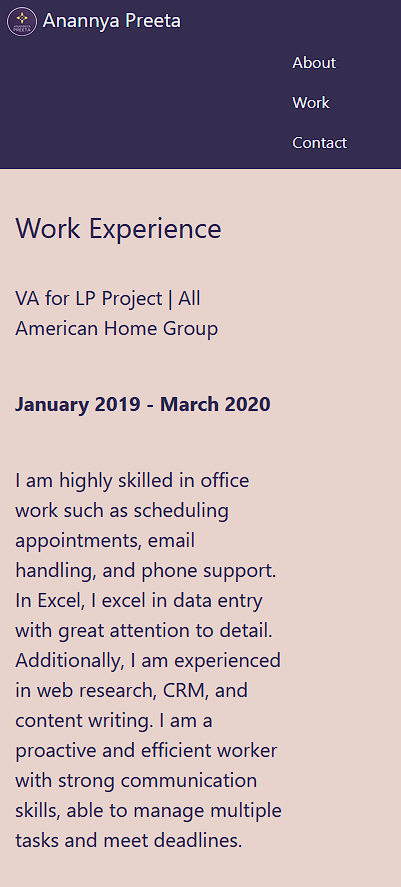 ANANNYA
PREETA
Anannya Preeta
About
Work
Contact
Work Experience
VA for LP Project | All
American Home Group
January 2019 - March 2020
I am highly skilled in office
work such as scheduling
appointments, email
handling, and phone support.
In Excel, I excel in data entry
with great attention to detail.
Additionally, I am experienced
in web research, CRM, and
content writing. I am a
proactive and efficient worker
with strong communication
skills, able to manage multiple
tasks and meet deadlines.